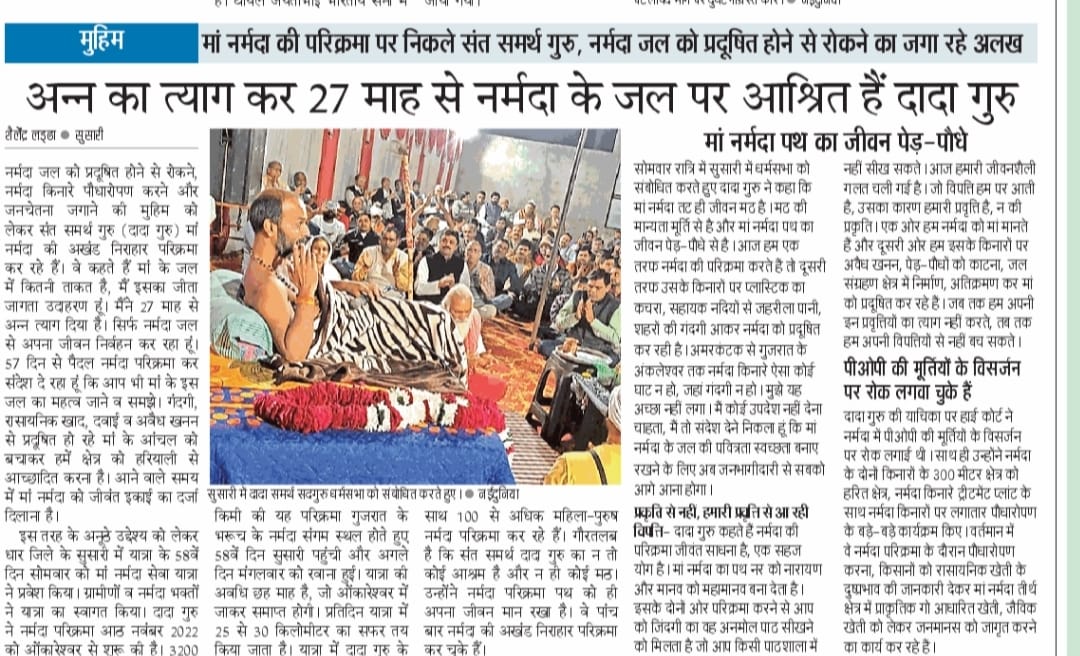 मुहिम
मां नर्मदा की परिक्रमा पर निकले संत समर्थ गुरु, नर्मदा जल को प्रदूषित होने से रोकने का जगा रहे अलख
अन्न का त्याग कर 27 माह से नर्मदा के जल पर आश्रित हैं दादा गुरु
शैलेंद्र लड्ढा ● सुसारी
नर्मदा जल को प्रदूषित होने से रोकने,
नर्मदा किनारे पौधारोपण करने और
जनचेतना जगाने की मुहिम को
लेकर संत समर्थ गुरु (दादा गुरु) मां
नर्मदा की अखंड निराहार परिक्रमा
कर रहे हैं। वे कहते हैं मां के जल
में कितनी ताकत है, मैं इसका जीता
जागता उदाहरण हूं। मैंने 27 माह से
अन्न त्याग दिया है। सिर्फ नर्मदा जल
से अपना जीवन निर्वहन कर रहा हूं।
57 दिन से पैदल नर्मदा परिक्रमा कर
संदेश दे रहा हूं कि आप भी मां के इस
जल का महत्व जाने व समझे। गंदगी,
रासायनिक खाद, दवाई व अवैध खनन
से प्रदूषित हो रहे मां के आंचल को
बचाकर हमें क्षेत्र को हरियाली से
आच्छादित करना है। आने वाले समय
में मां नर्मदा को जीवंत इकाई का दर्जा
दिलाना है।
इस तरह के अनूठे उद्देश्य को लेकर
धार जिले के सुसारी में यात्रा के 58वें
दिन सोमवार को मां नर्मदा सेवा यात्रा
ने प्रवेश किया। ग्रामीणों व नर्मदा भक्तों
ने यात्रा का स्वागत किया। दादा गुरु
ने नर्मदा परिक्रमा आठ नवंबर 2022
को ओंकारेश्वर से शुरू की है। 3200
सुसारी में दादा समर्थ सदगुरु धर्मसभा को संबोधित करते हुए। ● नईदुनिया
किमी की यह परिक्रमा गुजरात के
भरूच के नर्मदा संगम स्थल होते हुए
58वें दिन सुसारी पहुंची और अगले
दिन मंगलवार को रवाना हुई। यात्रा की
अवधि छह माह है, जो ओंकारेश्वर में
जाकर समाप्त होगी। प्रतिदिन यात्रा में
25 से 30 किलोमीटर का सफर तय
किया जाता है। यात्रा में दादा गुरु के
साथ 100 से अधिक महिला-पुरुष
नर्मदा परिक्रमा कर रहे हैं। गौरतलब
है कि संत समर्थ दादा गुरु का न तो
कोई आश्रम है और न ही कोई मठ।
उन्होंने नर्मदा परिक्रमा पथ को ही
अपना जीवन मान रखा है। वे पांच
बार नर्मदा की अखंड निराहार परिक्रमा
कर चुके हैं।
मां नर्मदा पथ का जीवन पेड़-पौधे
सोमवार रात्रि में सुसारी में धर्मसभा को
संबोधित करते हुए दादा गुरु ने कहा कि
मां नर्मदा तट ही जीवन मठ है। मठ की
मान्यता मूर्ति से है और मां नर्मदा पथ का
जीवन पेड़-पौधे से है। आज हम एक
तरफ नर्मदा की परिक्रमा करते है तो दूसरी
तरफ उसके किनारों पर प्लास्टिक का
कचरा, सहायक नदियों से जहरीला पानी,
शहरों की गंदगी आकर नर्मदा को प्रदूषित
कर रही है। अमरकंटक से गुजरात के
अंकलेश्वर तक नर्मदा किनारे ऐसा कोई
घाट न हो, जहां गंदगी न हो। मुझे यह
अच्छा नहीं लगा। मैं कोई उपदेश नहीं देना
चाहता, मैं तो संदेश देने निकला हूं कि मां
नर्मदा के जल की पवित्रता स्वच्छता बनाए
रखने के लिए अब जनभागीदारी से सबको
आगे आना होगा।
प्रकृति से नहीं, हमारी प्रवृत्ति से आ रही
विपत्ति- दादा गुरु कहते हैं नर्मदा की
परिक्रमा जीवंत साधना है, एक सहज
योग है। मां नर्मदा का पथ नर को नारायण
और मानव को महामानव बना देता है।
इसके दोनों ओर परिक्रमा करने से आप
को जिंदगी का वह अनमोल पाठ सीखने
को मिलता है जो आप किसी पाठशाला में
नहीं सीख सकते। आज हमारी जीवनशैली
गलत चली गई है। जो विपत्ति हम पर आती
है, उसका कारण हमारी प्रवृत्ति है, न की
प्रकृति। एक ओर हम नर्मदा को मां मानते
हैं और दूसरी ओर हम इसके किनारों पर
अवैध खनन, पेड़-पौधों को काटना, जल
संग्रहण क्षेत्र में निर्माण, अतिक्रमण कर मां
को प्रदूषित कर रहे है। जब तक हम अपनी
इन प्रवृत्तियों का त्याग नहीं करते, तब तक
हम अपनी विपत्तियों से नहीं बच सकते।
पीओपी की मूर्तियों के विसर्जन
पर रोक लगवा चुके हैं
दादा गुरु की याचिका पर हाई कोर्ट ने
नर्मदा में पीओपी की मूर्तियों के विसर्जन
पर रोक लगाई थी। साथ ही उन्होंने नर्मदा
के दोनों किनारों के 300 मीटर क्षेत्र को
हरित क्षेत्र, नर्मदा किनारे ट्रीटमेंट प्लांट के
साथ नर्मदा किनारों पर लगातार पौधारोपण
के बड़े-बड़े कार्यक्रम किए। वर्तमान में
वे नर्मदा परिक्रमा के दौरान पौधारोपण
करना, किसानों को रासायनिक खेती के
दुष्प्रभाव की जानकारी देकर मां नर्मदा तीर्थ
क्षेत्र में प्राकृतिक गो आधारित खेती, जैविक
खेती को लेकर जनमानस को जागृत करने
का कार्य कर रहे हैं।